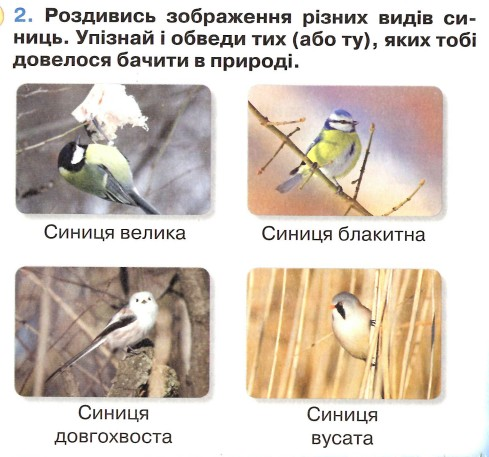 2. Роздивись зображення різних видів си-
ниць. Упізнай і обведи тих (або ту), яких тобі
довелося бачити в природі.
Синиця велика
Синиця блакитна
Синиця
довгохвоста
Синиця
вусата